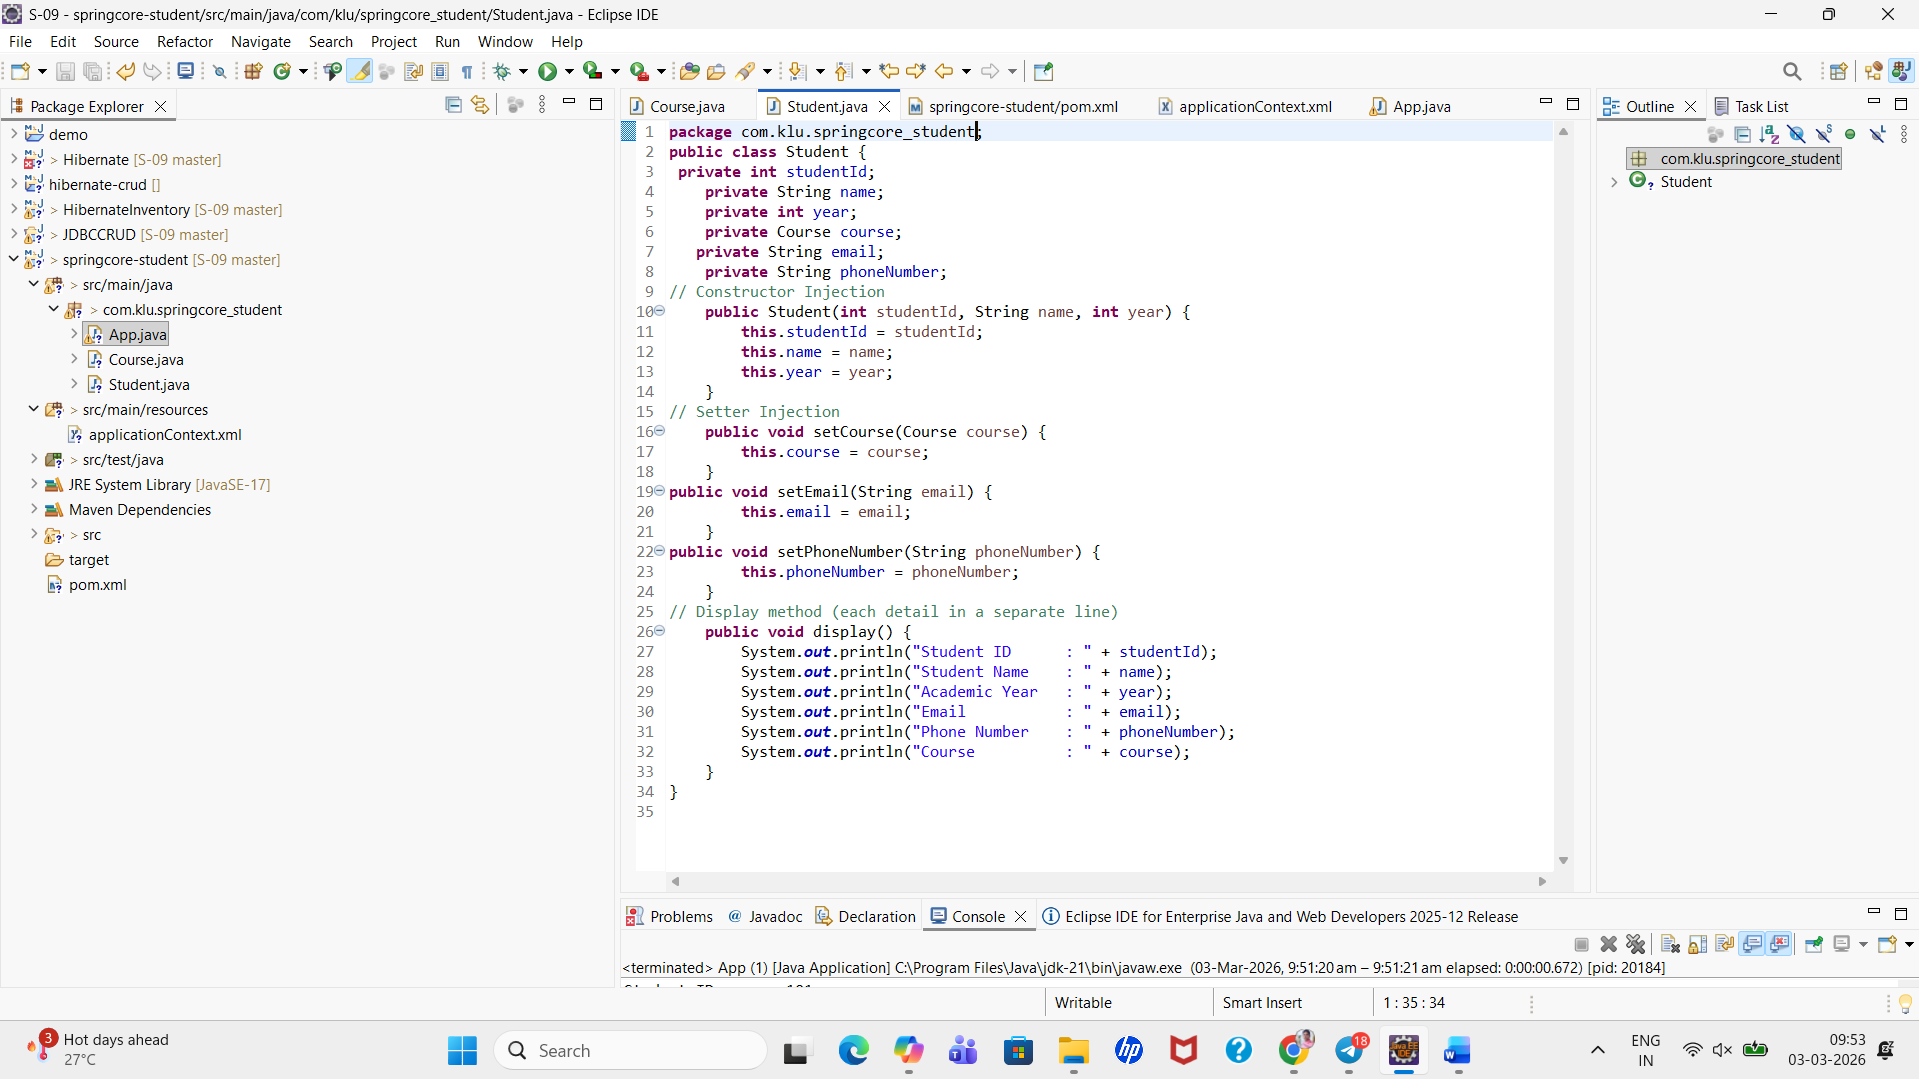 S-09 - springcore-student/src/main/java/com/klu/springcore_student/Student.java - Eclipse IDE
File Edit Source Refactor Navigate Search Project Run Window Help
Package Explorer
demo
> Hibernate [S-09 master]
hibernate-crud []
> HibernateInventory [S-09 master]
> JDBCCRUD [S-09 master]
> springcore-student [S-09 master]
> src/main/java
> com.klu.springcore_student
App.java
Course.java
Student.java
> src/main/resources
applicationContext.xml
> src/test/java
JRE System Library [JavaSE-17]
Maven Dependencies
> src
target
pom.xml
Course.java Student.java springcore-student/pom.xml applicationContext.xml App.java
1 package com.klu.springcore_student;
2 public class Student {
3 private int studentId;
4 private String name;
5 private int year;
6 private Course course;
7 private String email;
8 private String phoneNumber;
9 // Constructor Injection
10 public Student(int studentId, String name, int year) {
11 this.studentId = studentId;
12 this.name = name;
13 this.year = year;
14 }
15 // Setter Injection
16 public void setCourse(Course course) {
17 this.course = course;
18 }
19 public void setEmail(String email) {
20 this.email = email;
21 }
22 public void setPhoneNumber(String phoneNumber) {
23 this.phoneNumber = phoneNumber;
24 }
25 // Display method (each detail in a separate line)
26 public void display() {
27 System.out.println("Student ID      : " + studentId);
28 System.out.println("Student Name    : " + name);
29 System.out.println("Academic Year   : " + year);
30 System.out.println("Email           : " + email);
31 System.out.println("Phone Number    : " + phoneNumber);
32 System.out.println("Course          : " + course);
33 }
34 }
35
Outline Task List
com.klu.springcore_student
Student
Problems Javadoc Declaration Console Eclipse IDE for Enterprise Java and Web Developers 2025-12 Release
<terminated> App (1) [Java Application] C:\Program Files\Java\jdk-21\bin\javaw.exe (03-Mar-2026, 9:51:20 am – 9:51:21 am elapsed: 0:00:00.672) [pid: 20184]
Writable Smart Insert 1 : 35 : 34
3
Hot days ahead
27°C
Search
18
ENG
IN
09:53
03-03-2026